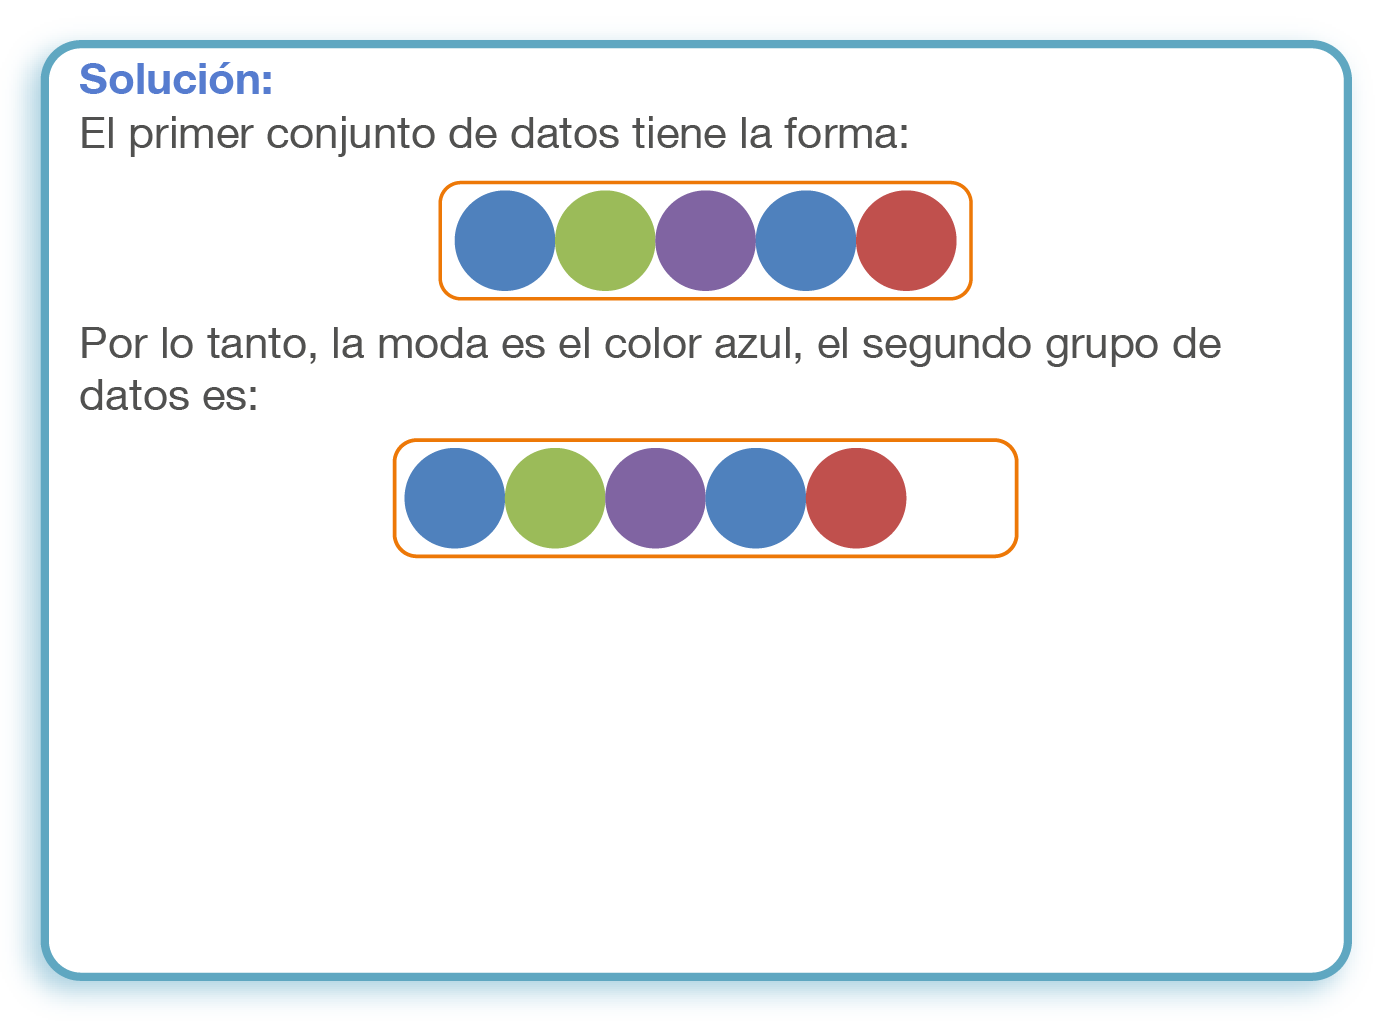 Solución:
El primer conjunto de datos tiene la forma:
Por lo tanto, la moda es el color azul, el segundo grupo de
datos es: